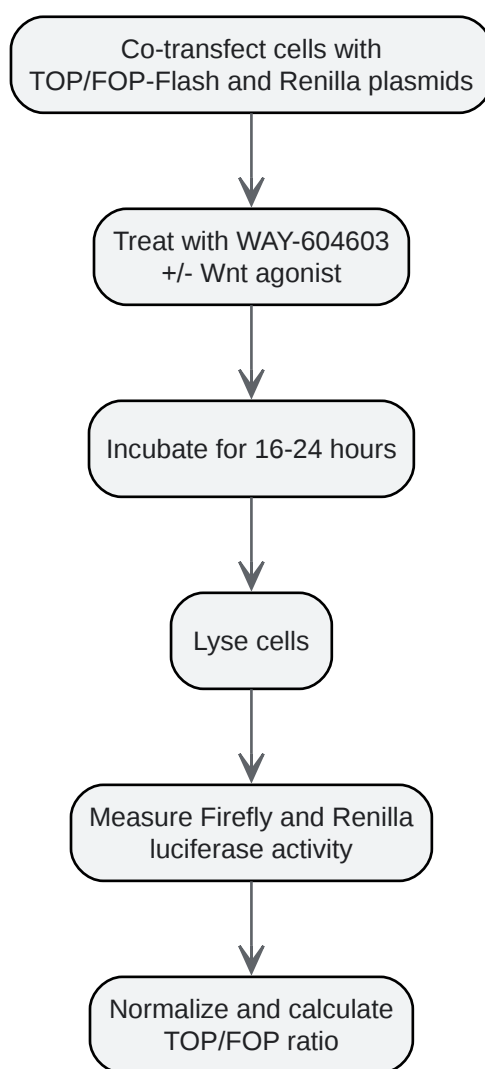 Co-transfect cells with
TOP/FOP-Flash and Renilla plasmids
Treat with WAY-604603
+/- Wnt agonist
Incubate for 16-24 hours
Lyse cells
Measure Firefly and Renilla
luciferase activity
Normalize and calculate
TOP/FOP ratio